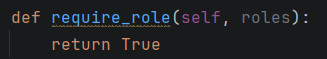 def require_role(self, roles):
    return True